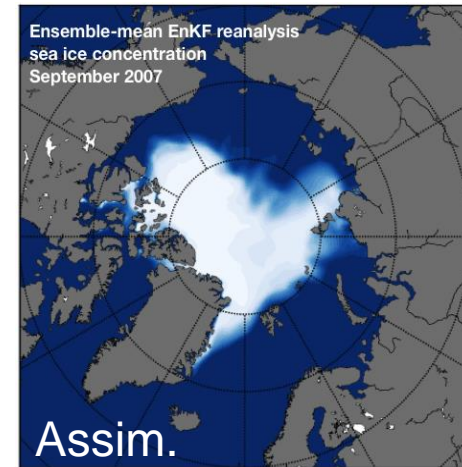 Ensemble-mean EnKF reanalysis
sea ice concentration
September 2007
Assim.